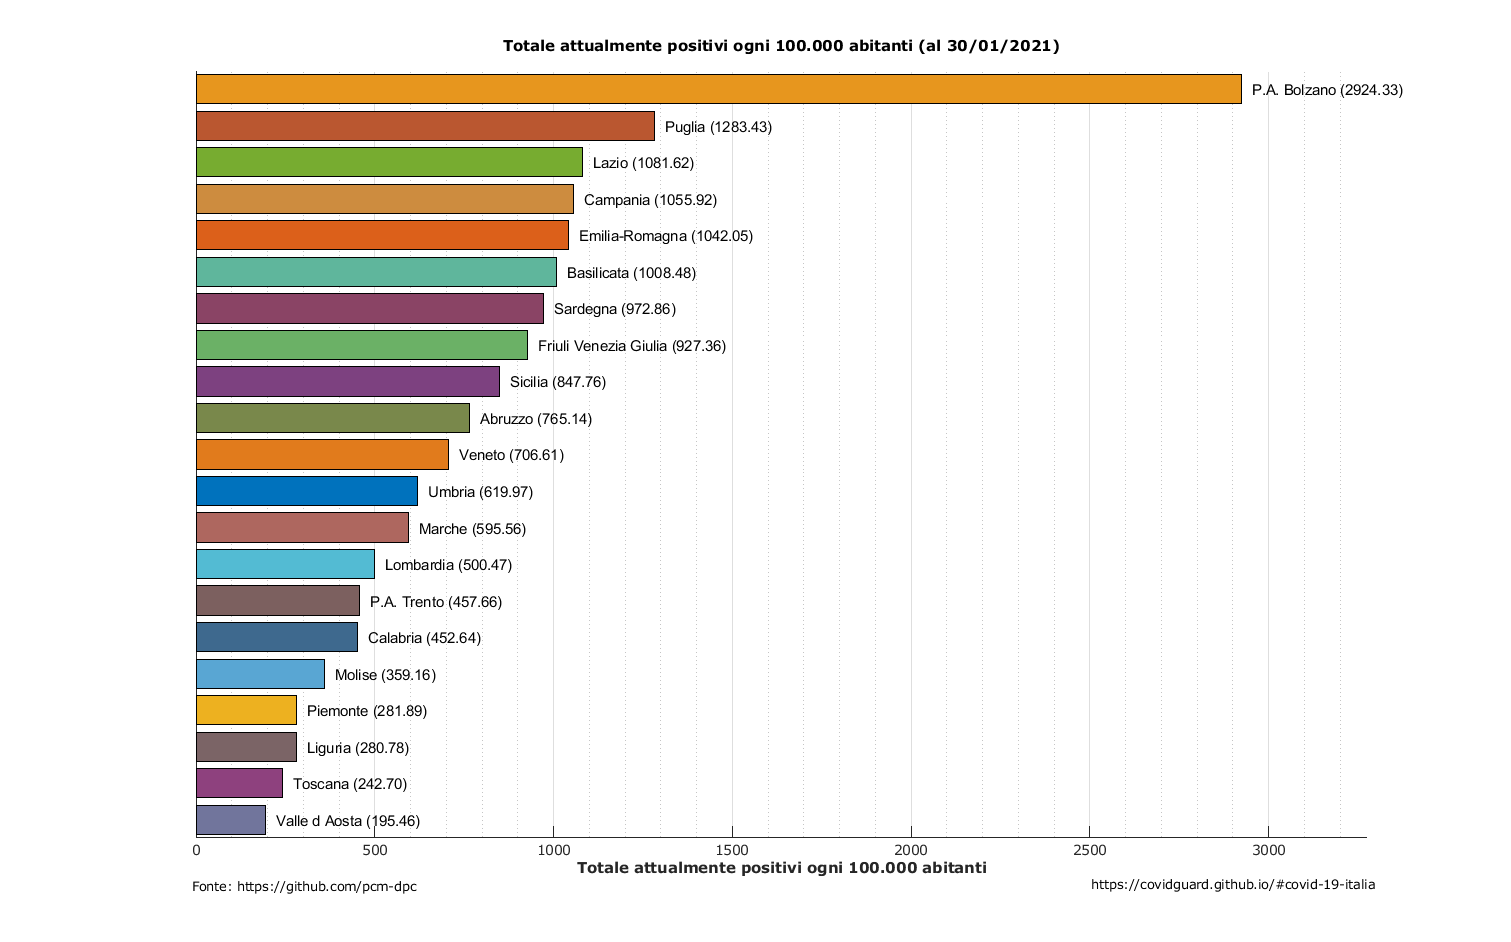 Totale attualmente positivi ogni 100.000 abitanti (al 30/01/2021)
P.A. Bolzano (2924.33)
Puglia (1283.43)
Lazio (1081.62)
Campania (1055.92)
Emilia-Romagna (1042.05)
Basilicata (1008.48)
Sardegna (972.86)
Friuli Venezia Giulia (927.36)
Sicilia (847.76)
Abruzzo (765.14)
Veneto (706.61)
Umbria (619.97)
Marche (595.56)
Lombardia (500.47)
P.A. Trento (457.66)
Calabria (452.64)
Molise (359.16)
Piemonte (281.89)
Liguria (280.78)
Toscana (242.70)
Valle d Aosta (195.46)
0 500 1000 1500 2000 2500 3000
Totale attualmente positivi ogni 100.000 abitanti
Fonte: https://github.com/pcm-dpc
https://covidguard.github.io/#covid-19-italia